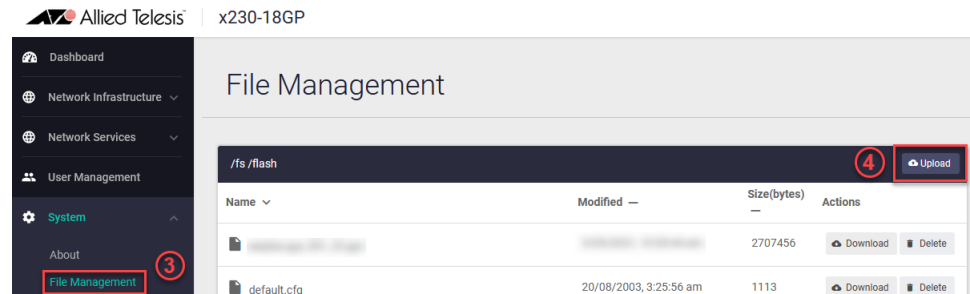 Allied Telesis™ x230-18GP
Dashboard
Network Infrastructure
Network Services
User Management
System
About
File Management
3
File Management
/fs /flash
4
Upload
Name Modified Size(bytes) Actions
2707456 Download Delete
default.cfg 20/08/2003, 3:25:56 am 1113 Download Delete